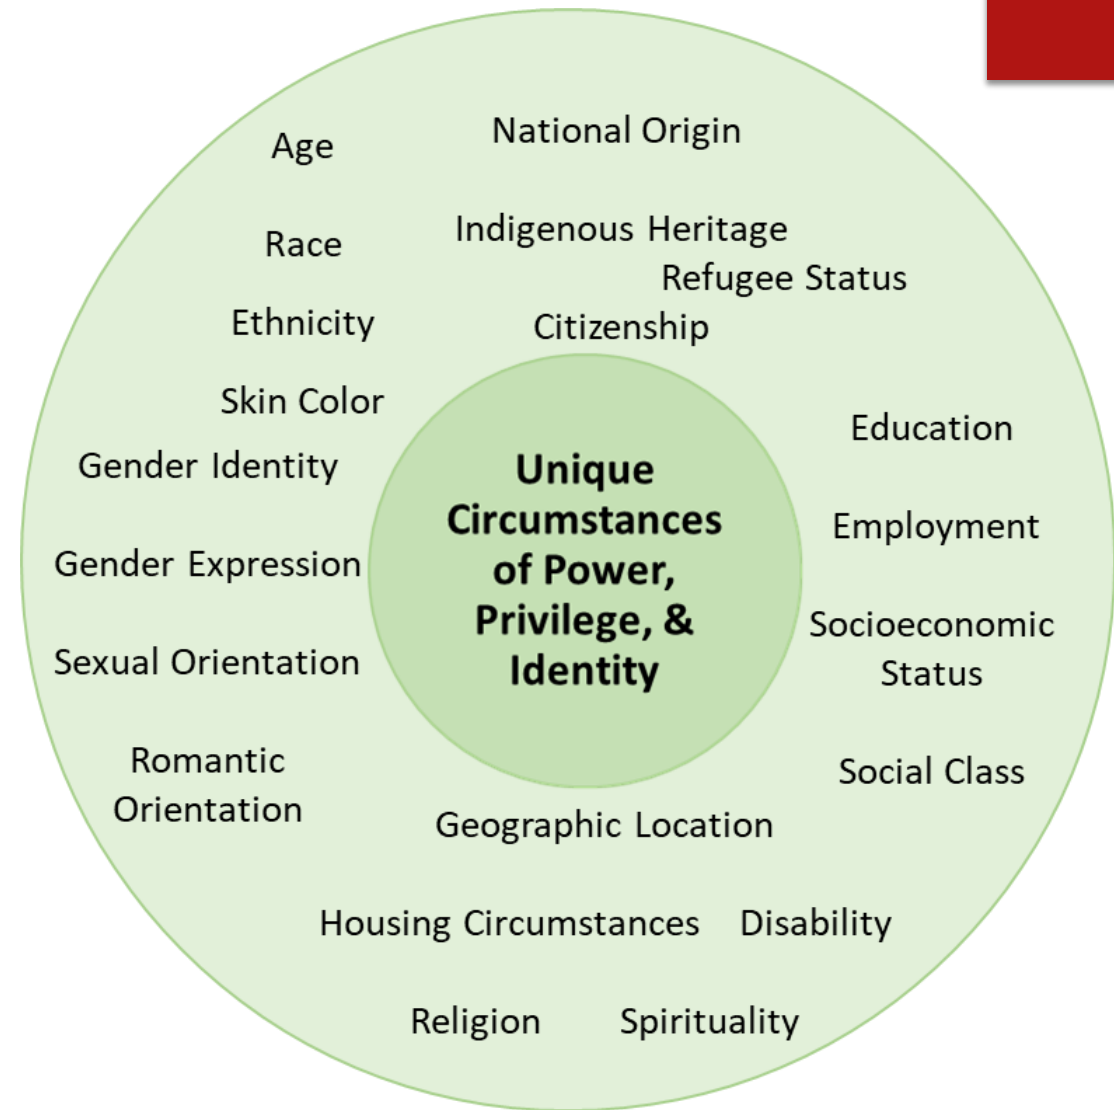 Age
National Origin
Race
Indigenous Heritage
Refugee Status
Ethnicity
Citizenship
Skin Color
Gender Identity
Gender Expression
Sexual Orientation
Romantic
Orientation
Unique
Circumstances
of Power,
Privilege, &
Identity
Education
Employment
Socioeconomic
Status
Social Class
Geographic Location
Housing Circumstances
Disability
Religion
Spirituality